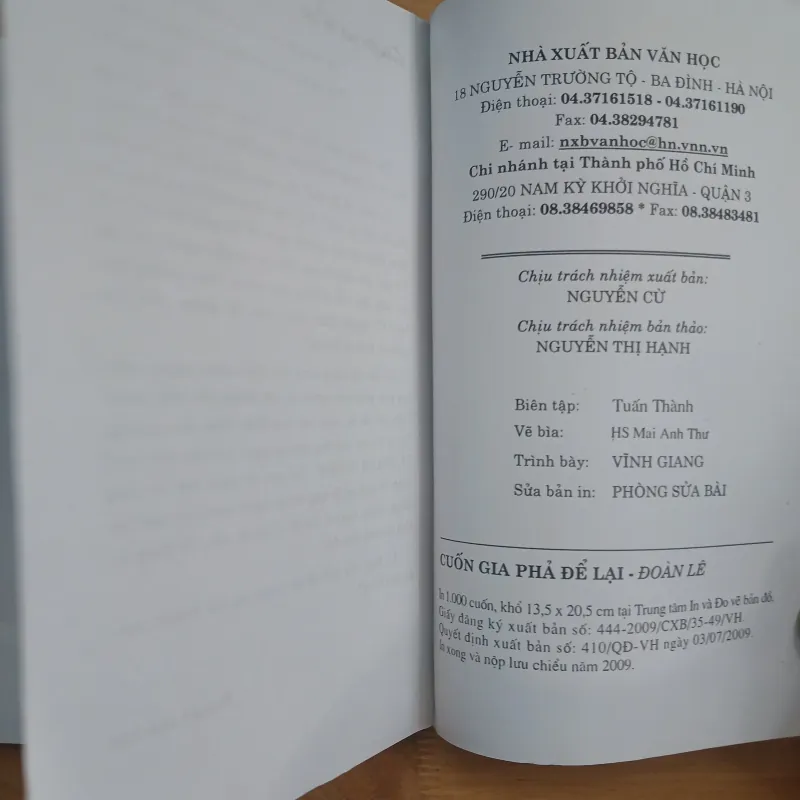 NHÀ XUẤT BẢN VĂN HỌC
18 NGUYỄN TRƯỜNG TỘ - BA ĐÌNH - HÀ NỘI
Điện thoại: 04.37161518 - 04.37161190
Fax: 04.38294781
E- mail: nxbvanhoc@hn.vnn.vn
Chi nhánh tại Thành phố Hồ Chí Minh
290/20 NAM KỲ KHỞI NGHĨA - QUẬN 3
Điện thoại: 08.38469858 * Fax: 08.38483481
Chịu trách nhiệm xuất bản:
NGUYỄN CỪ
Chịu trách nhiệm bản thảo:
NGUYỄN THỊ HẠNH
Biên tập: Tuấn Thành
Vẽ bìa: HS Mai Anh Thư
Trình bày: VĨNH GIANG
Sửa bản in: PHÒNG SỬA BÀI
CUỐN GIA PHẢ ĐỂ LẠI - ĐOÀN LÊ
In 1.000 cuốn, khổ 13,5 x 20,5 cm tại Trung tâm In và Đo vẽ bản đồ.
Giấy đăng ký xuất bản số: 444-2009/CXB/35-49/VH.
Quyết định xuất bản số: 410/QĐ-VH ngày 03/07/2009.
In xong và nộp lưu chiểu năm 2009.